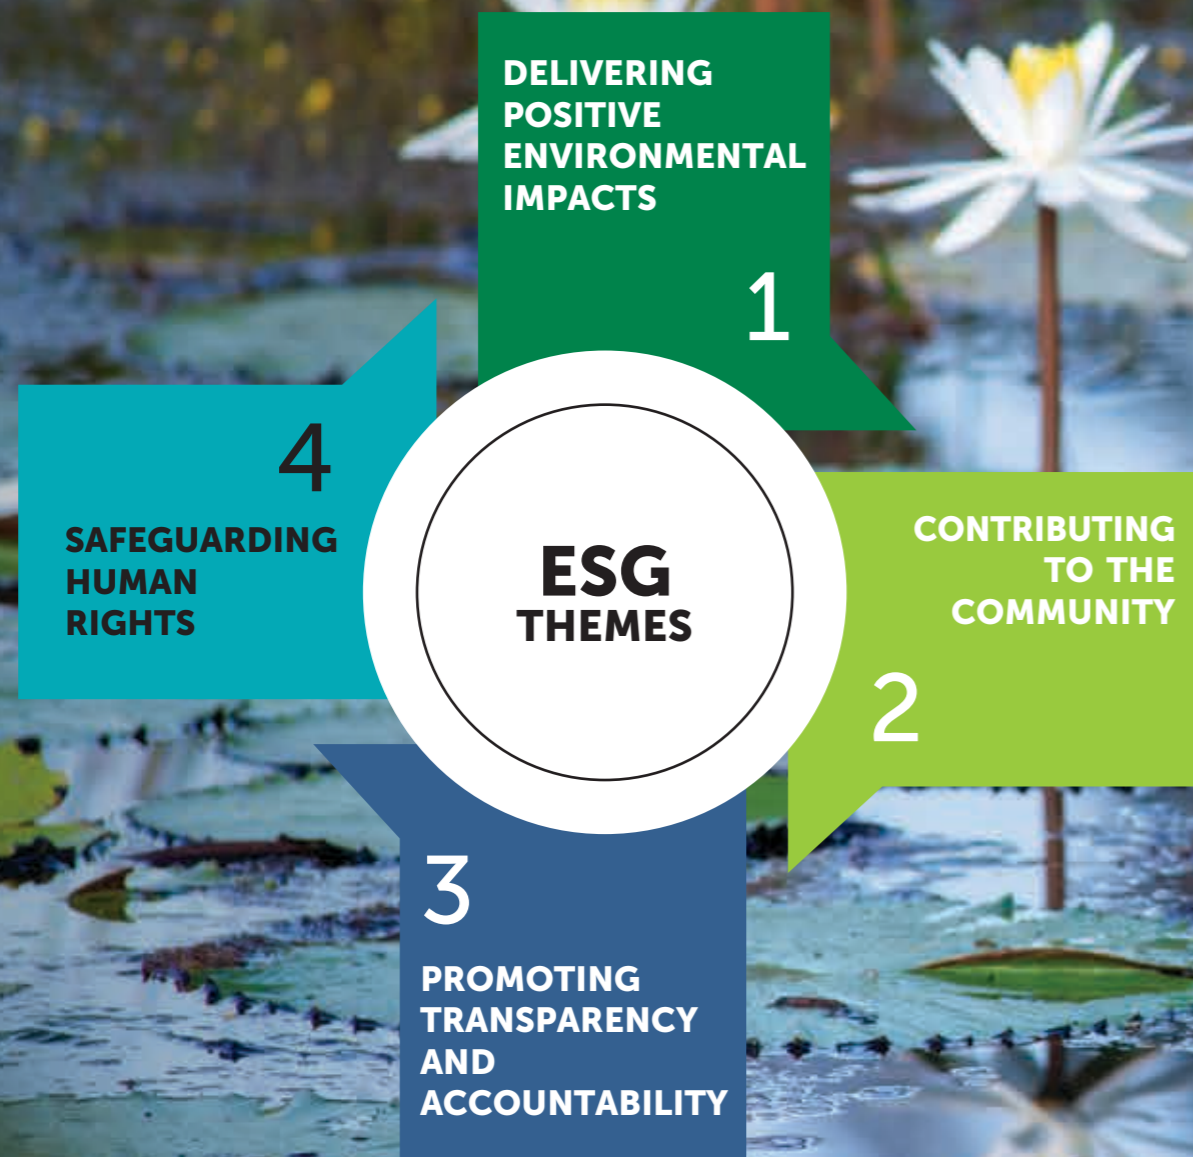 DELIVERING
POSITIVE
ENVIRONMENTAL
IMPACTS
1
CONTRIBUTING
TO THE
COMMUNITY
2
3
PROMOTING
TRANSPARENCY
AND
ACCOUNTABILITY
4
SAFEGUARDING
HUMAN
RIGHTS
ESG
THEMES